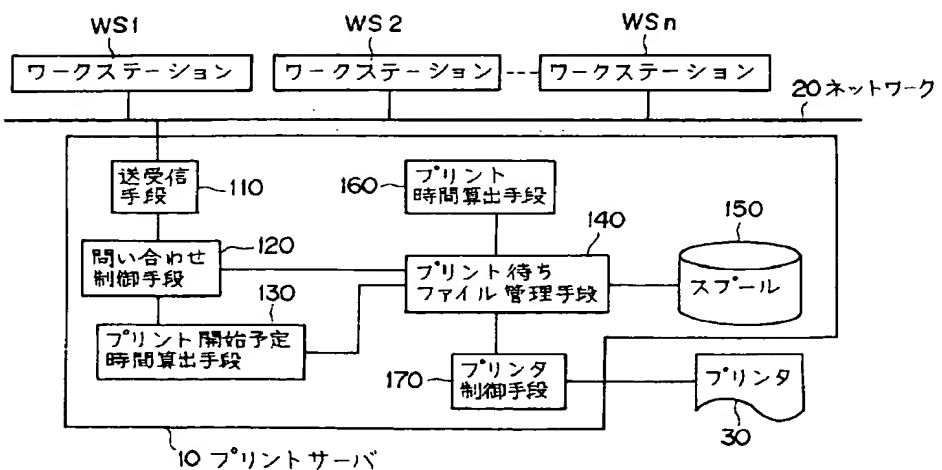 WS1
WS2
WSn
ワークステーション
ワークステーション
ワークステーション
20 ネットワーク
送受信
手段
110
160
プリント
時間算出手段
120
140
150
問い合わせ
制御手段
プリント待ち
ファイル管理手段
スプール
130
プリント開始予定
時間算出手段
170
プリンタ
制御手段
プリンタ
30
10 プリントサーバ